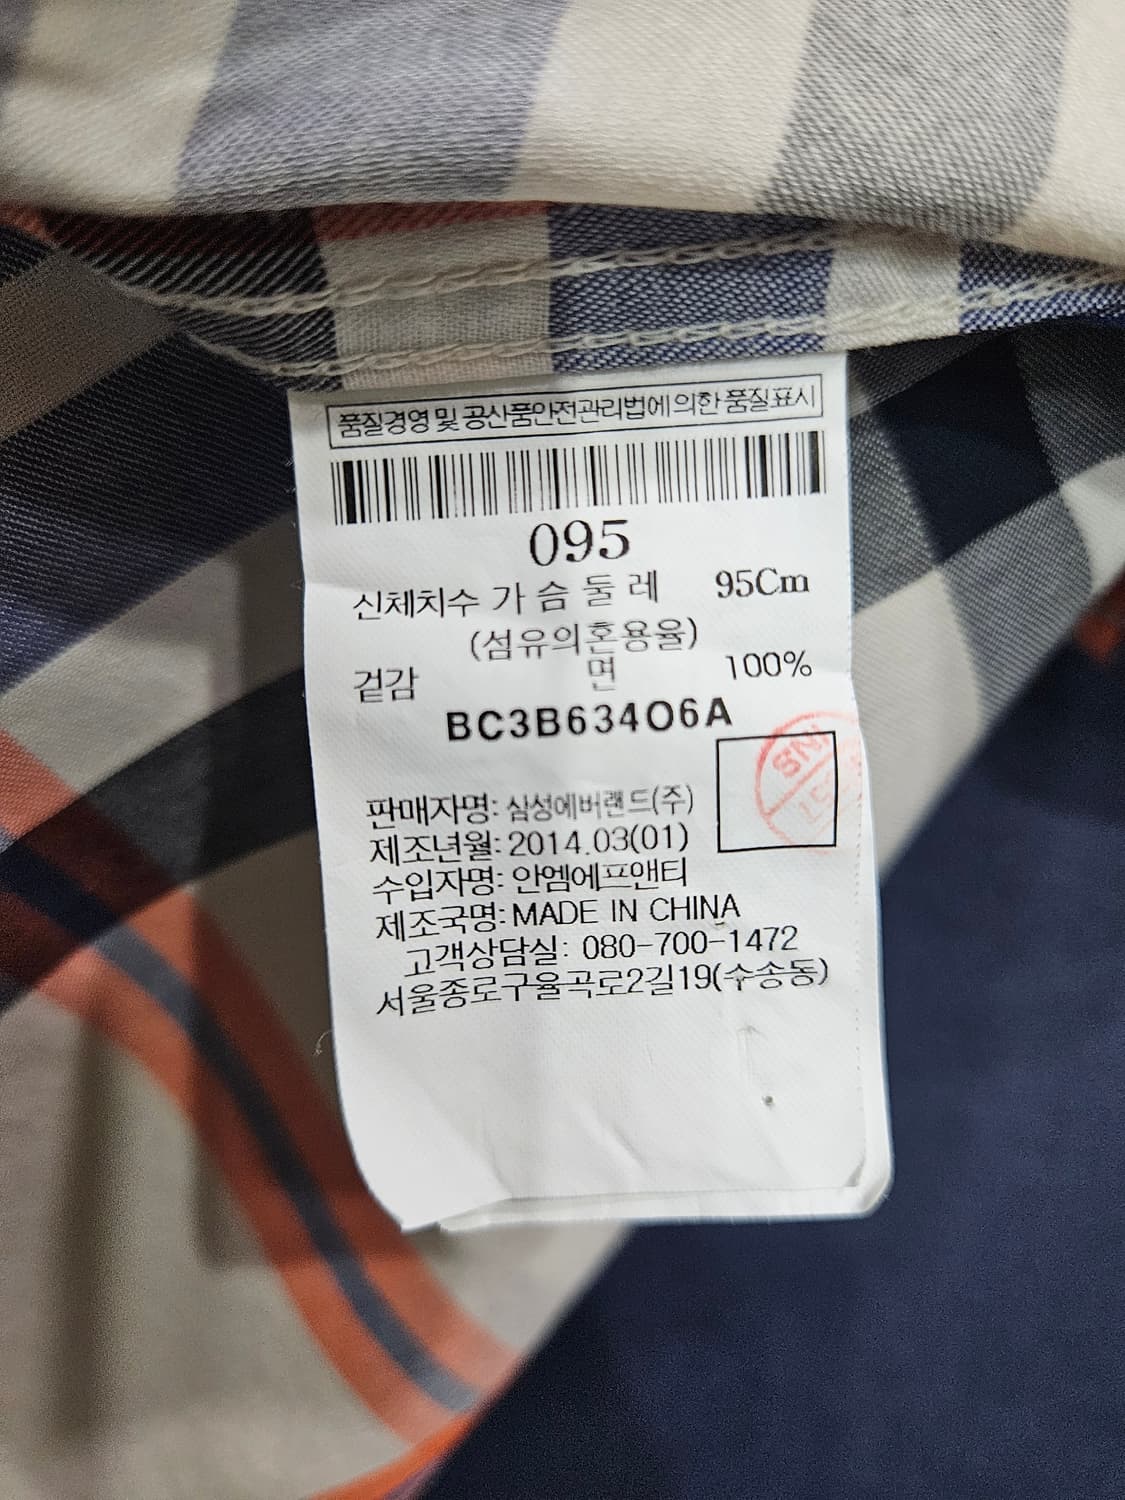 품질경영 및 공산품안전관리법에 의한 품질표시
095
신체치수 가 슴 둘 레 95Cm
(섬유의혼용율)
겉감 면 100%
BC3B634O6A
INS
판매자명: 삼성에버랜드(주)
제조년월: 2014.03(01)
수입자명: 안엠에프앤티
제조국명: MADE IN CHINA
고객상담실: 080-700-1472
서울종로구율곡로2길19(수송동)